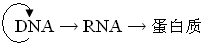 DNA → RNA → 蛋白质